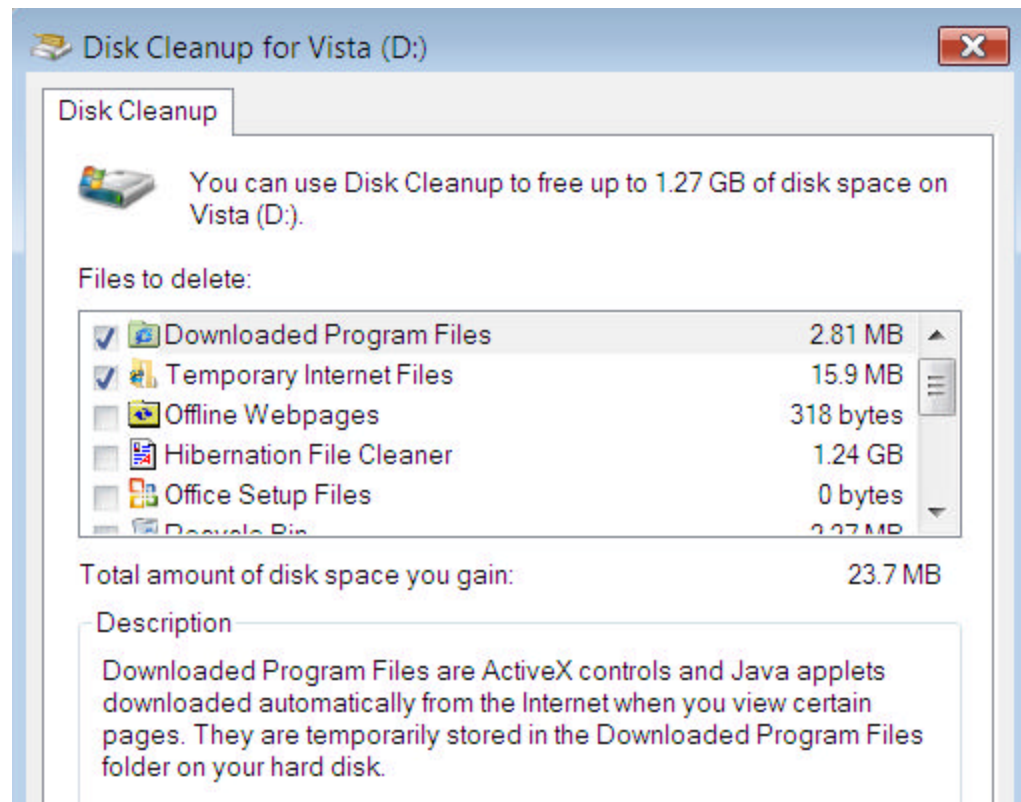 Disk Cleanup for Vista (D:)
Disk Cleanup
You can use Disk Cleanup to free up to 1.27 GB of disk space on
Vista (D:).
Files to delete:
Downloaded Program Files 2.81 MB
Temporary Internet Files 15.9 MB
Offline Webpages 318 bytes
Hibernation File Cleaner 1.24 GB
Office Setup Files 0 bytes
Recycle Bin 2.27 MB
Total amount of disk space you gain: 23.7 MB
Description
Downloaded Program Files are ActiveX controls and Java applets
downloaded automatically from the Internet when you view certain
pages. They are temporarily stored in the Downloaded Program Files
folder on your hard disk.